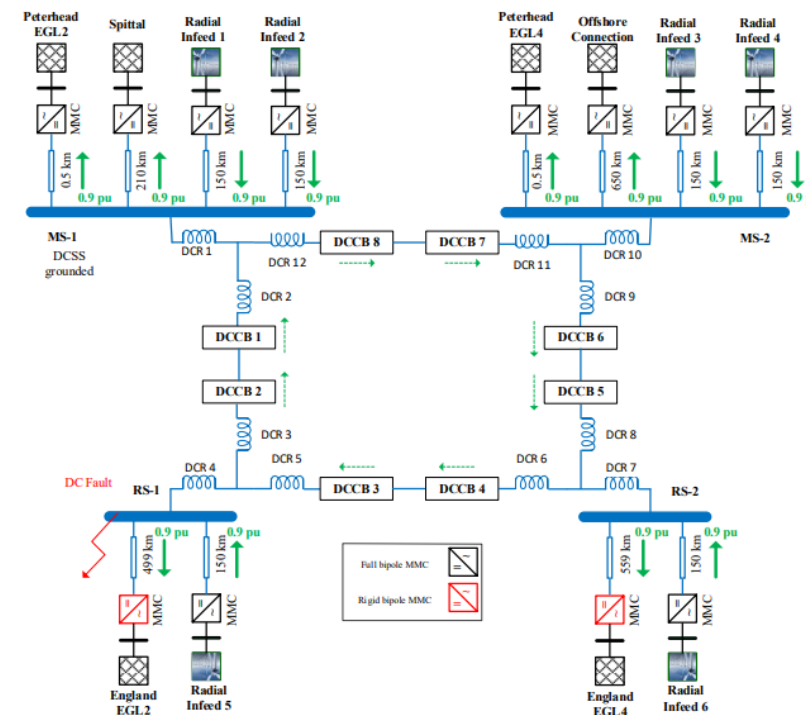 Peterhead
EGL2
Spittal
Radial
Infeed 1
Radial
Infeed 2
Peterhead
EGL4
Offshore
Connection
Radial
Infeed 3
Radial
Infeed 4
MMC
MMC
MMC
MMC
MMC
MMC
MMC
MMC
0.5 km
210 km
150 km
150 km
0.5 km
650 km
150 km
150 km
0.9 pu
0.9 pu
0.9 pu
0.9 pu
0.9 pu
0.9 pu
0.9 pu
0.9
MS-1
DCSS
grounded
MS-2
DCR 1
DCR 12
DCCB 8
DCCB 7
DCR 11
DCR 10
DCR 2
DCR 9
DCCB 1
DCCB 6
DCCB 2
DCCB 5
DCR 3
DCR 8
DCR 4
DCR 5
DCR 6
DCR 7
DCCB 3
DCCB 4
DC Fault
RS-1
RS-2
0.9 pu
0.9 pu
0.9 pu
0.9 pu
499 km
150 km
559 km
150 km
Full bipole MMC
Rigid bipole MMC
MMC
MMC
MMC
MMC
England
EGL2
Radial
Infeed 5
England
EGL4
Radial
Infeed 6